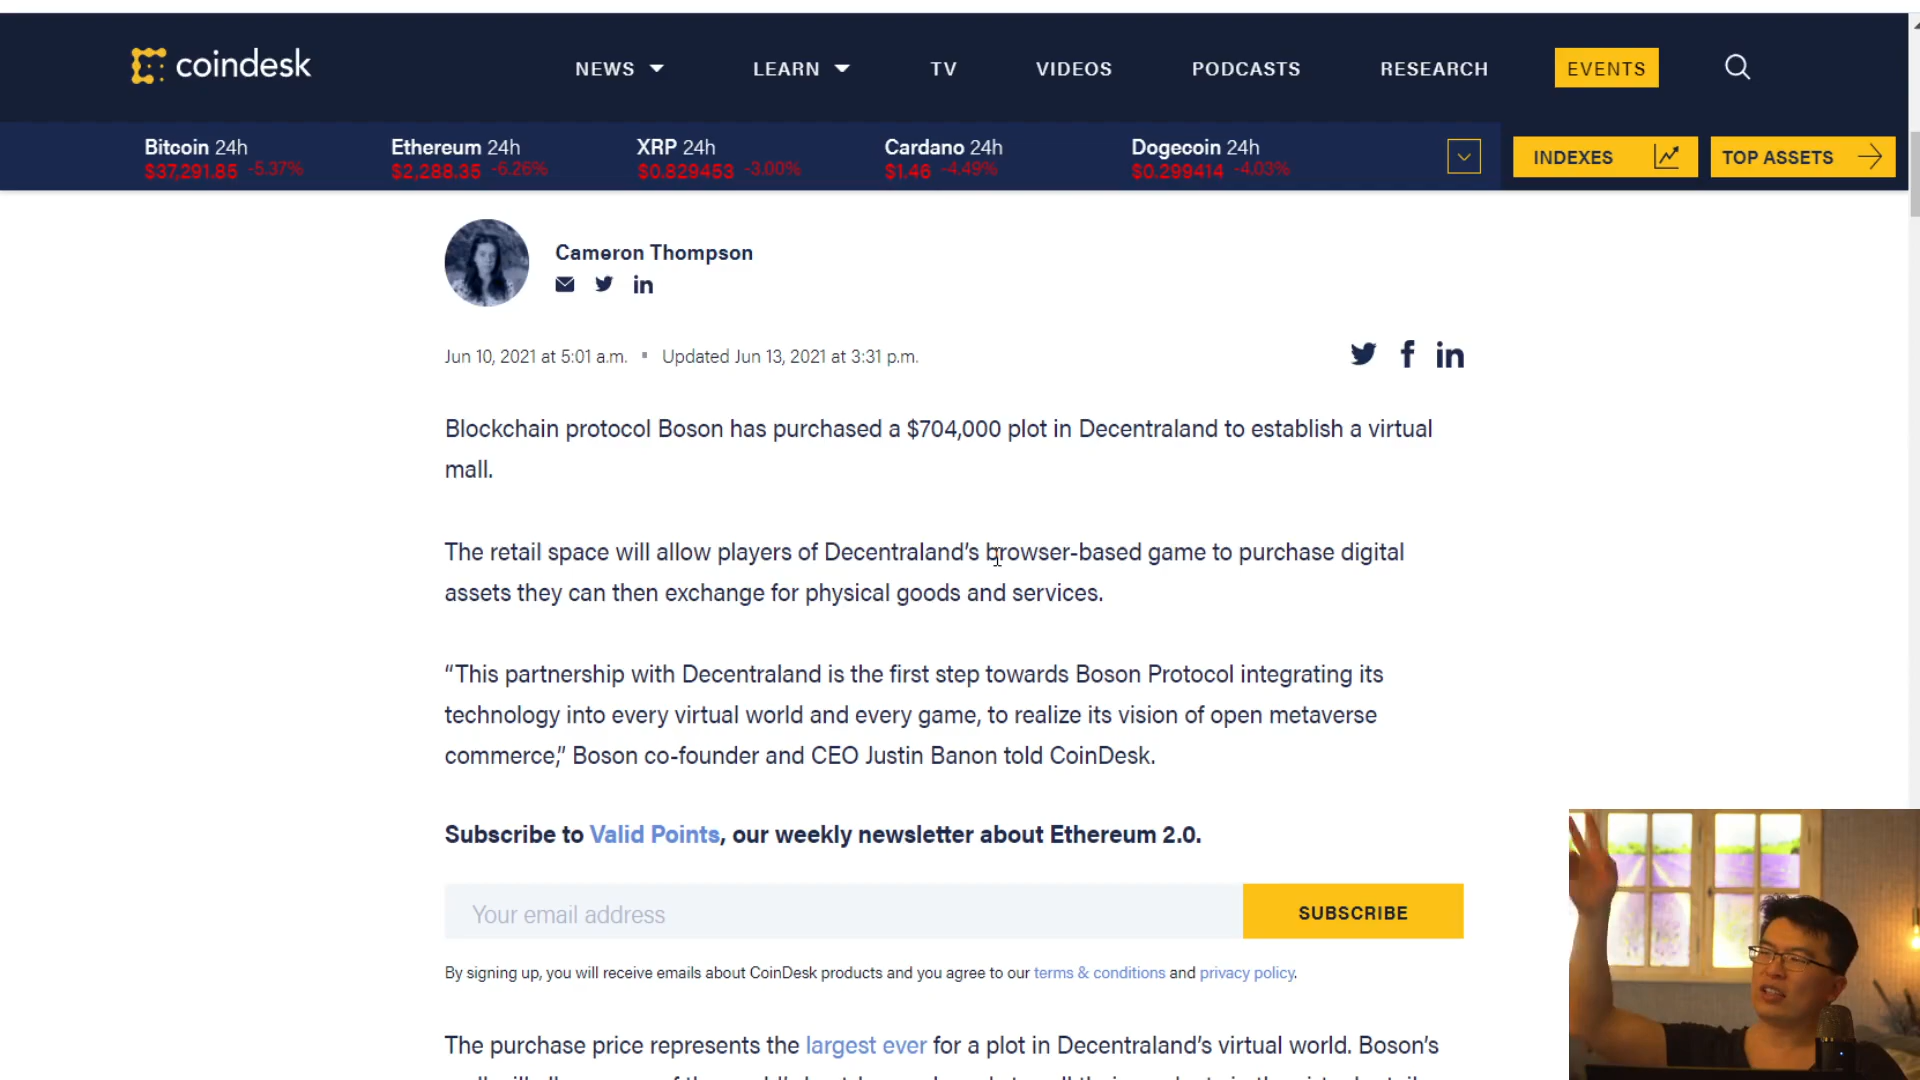 coindesk
NEWS
LEARN
TV
VIDEOS
PODCASTS
RESEARCH
EVENTS
Bitcoin 24h
$37,291.85 -5.37%
Ethereum 24h
$2,288.35 -6.26%
XRP 24h
$0.829453 -3.00%
Cardano 24h
$1.46 -4.49%
Dogecoin 24h
$0.299414 -4.03%
INDEXES
TOP ASSETS
Cameron Thompson
Jun 10, 2021 at 5:01 a.m. Updated Jun 13, 2021 at 3:31 p.m.
Blockchain protocol Boson has purchased a $704,000 plot in Decentraland to establish a virtual
mall.
The retail space will allow players of Decentraland’s browser-based game to purchase digital
assets they can then exchange for physical goods and services.
“This partnership with Decentraland is the first step towards Boson Protocol integrating its
technology into every virtual world and every game, to realize its vision of open metaverse
commerce,” Boson co-founder and CEO Justin Banon told CoinDesk.
Subscribe to Valid Points, our weekly newsletter about Ethereum 2.0.
Your email address
SUBSCRIBE
By signing up, you will receive emails about CoinDesk products and you agree to our terms & conditions and privacy policy.
The purchase price represents the largest ever for a plot in Decentraland’s virtual world. Boson’s